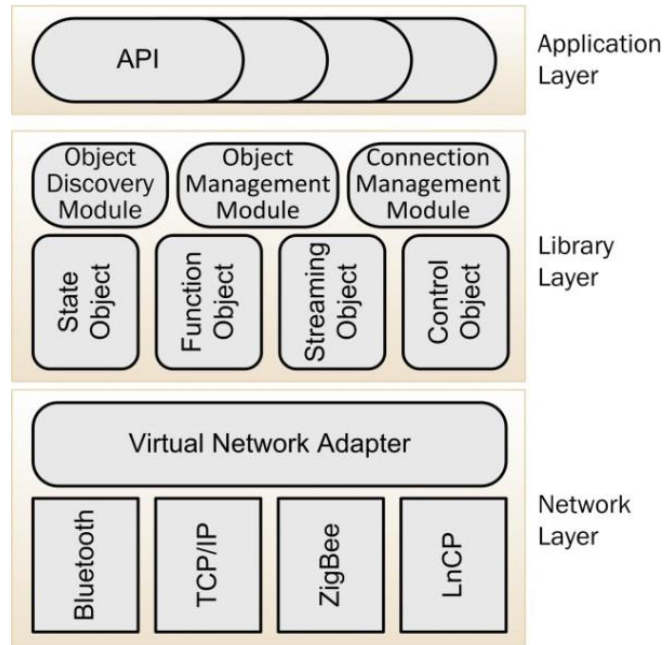 API
Application
Layer
Object
Discovery
Module
Object
Management
Module
Connection
Management
Module
State
Object
Function
Object
Streaming
Object
Control
Object
Library
Layer
Virtual Network Adapter
Bluetooth
TCP/IP
ZigBee
LnCP
Network
Layer